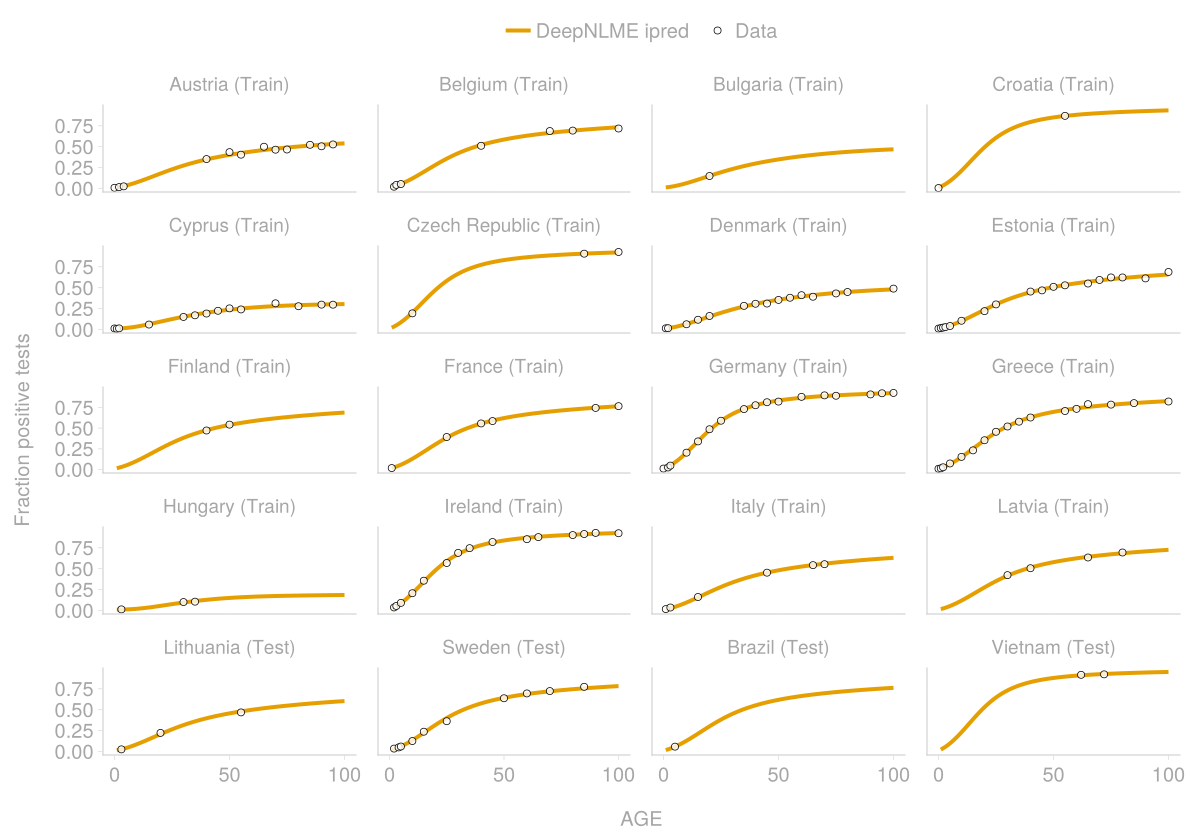 DeepNLME ipred Data
Austria (Train) Belgium (Train) Bulgaria (Train) Croatia (Train)
0.75
0.50
0.25
0.00
Cyprus (Train) Czech Republic (Train) Denmark (Train) Estonia (Train)
0.75
0.50
0.25
0.00
Finland (Train) France (Train) Germany (Train) Greece (Train)
0.75
0.50
0.25
0.00
Hungary (Train) Ireland (Train) Italy (Train) Latvia (Train)
0.75
0.50
0.25
0.00
Lithuania (Test) Sweden (Test) Brazil (Test) Vietnam (Test)
0.75
0.50
0.25
0.00
0 50 100 0 50 100 0 50 100 0 50 100
Fraction positive tests
AGE